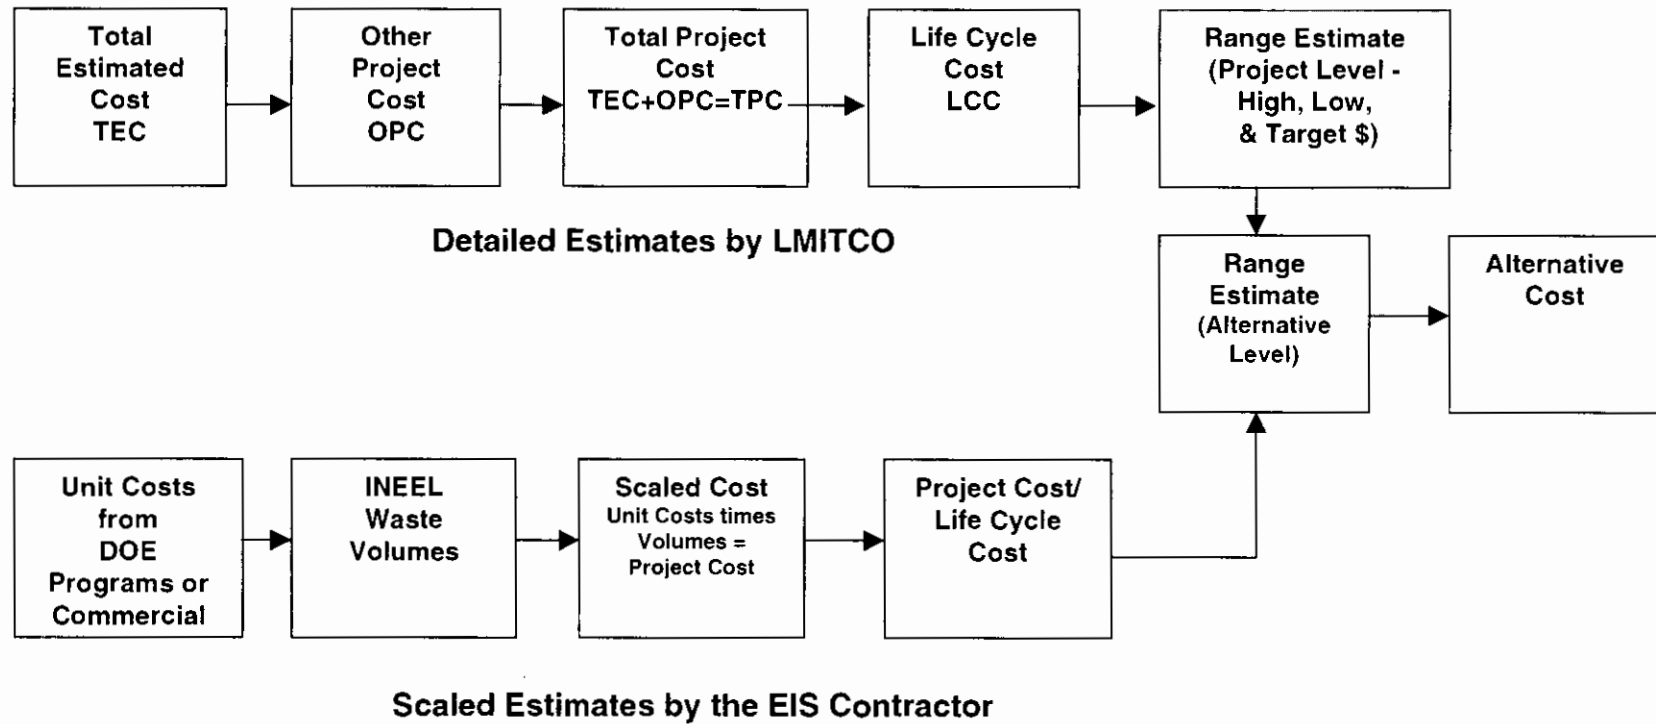 Total
Estimated
Cost
TEC
Other
Project
Cost
OPC
Total Project
Cost
TEC+OPC=TPC
Life Cycle
Cost
LCC
Range Estimate
(Project Level -
High, Low,
& Target $)
Detailed Estimates by LMITCO
Range
Estimate
(Alternative
Level)
Alternative
Cost
Unit Costs
from
DOE
Programs or
Commercial
INEEL
Waste
Volumes
Scaled Cost
Unit Costs times
Volumes =
Project Cost
Project Cost/
Life Cycle
Cost
Scaled Estimates by the EIS Contractor